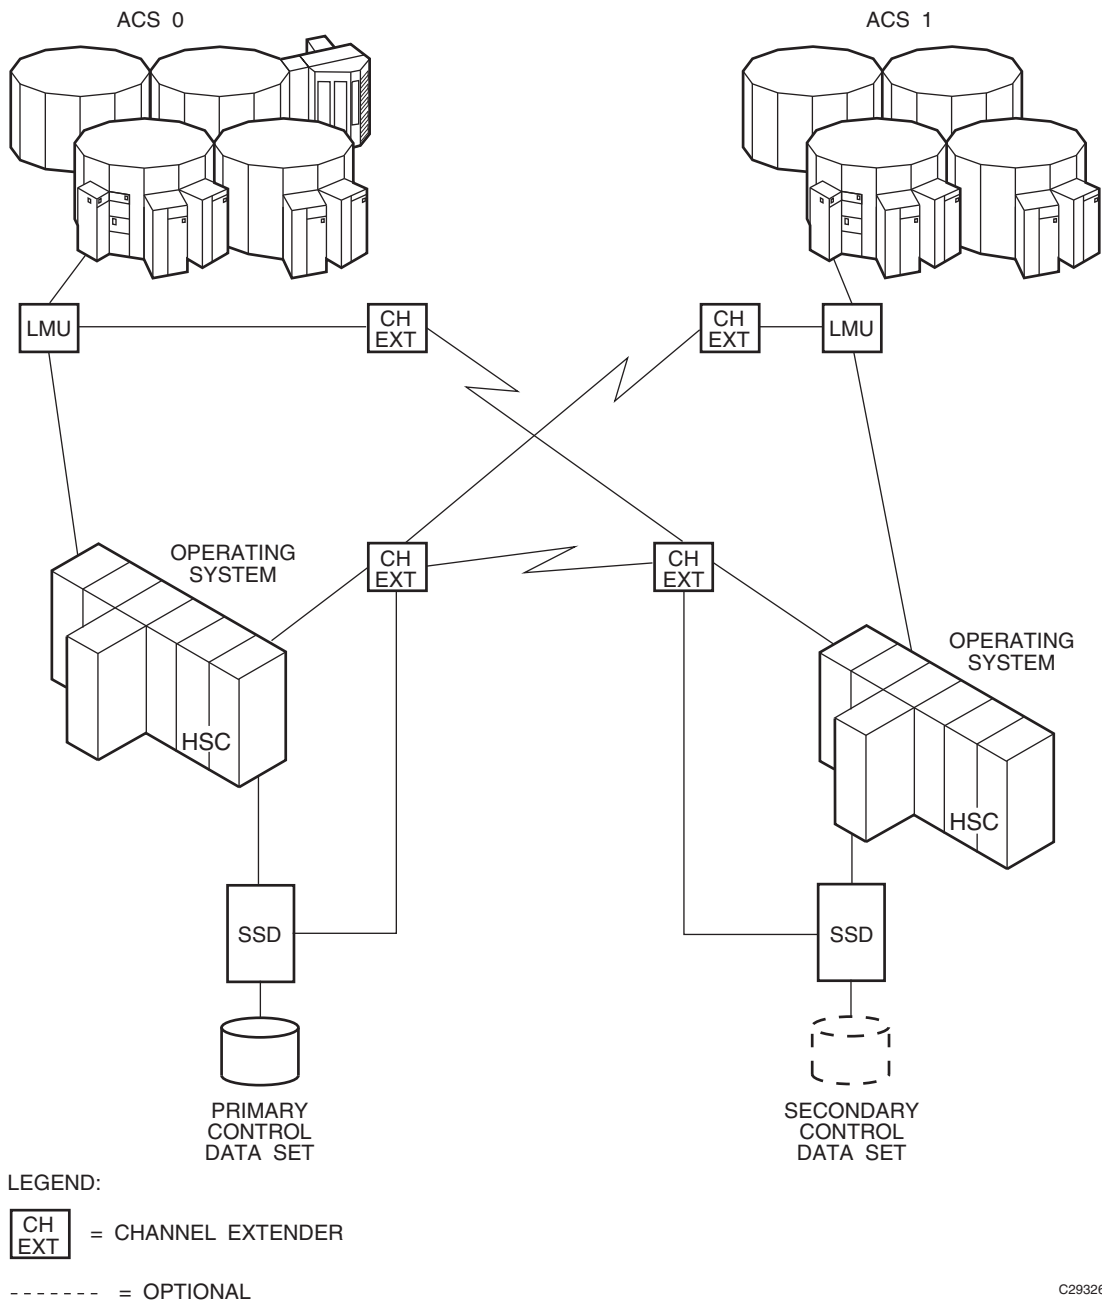 ACS 0
ACS 1
LMU
CH
EXT
CH
EXT
LMU
OPERATING
SYSTEM
CH
EXT
CH
EXT
OPERATING
SYSTEM
HSC
HSC
SSD
SSD
PRIMARY
CONTROL
DATA SET
SECONDARY
CONTROL
DATA SET
LEGEND:
CH
EXT
= CHANNEL EXTENDER
------- = OPTIONAL
C29326